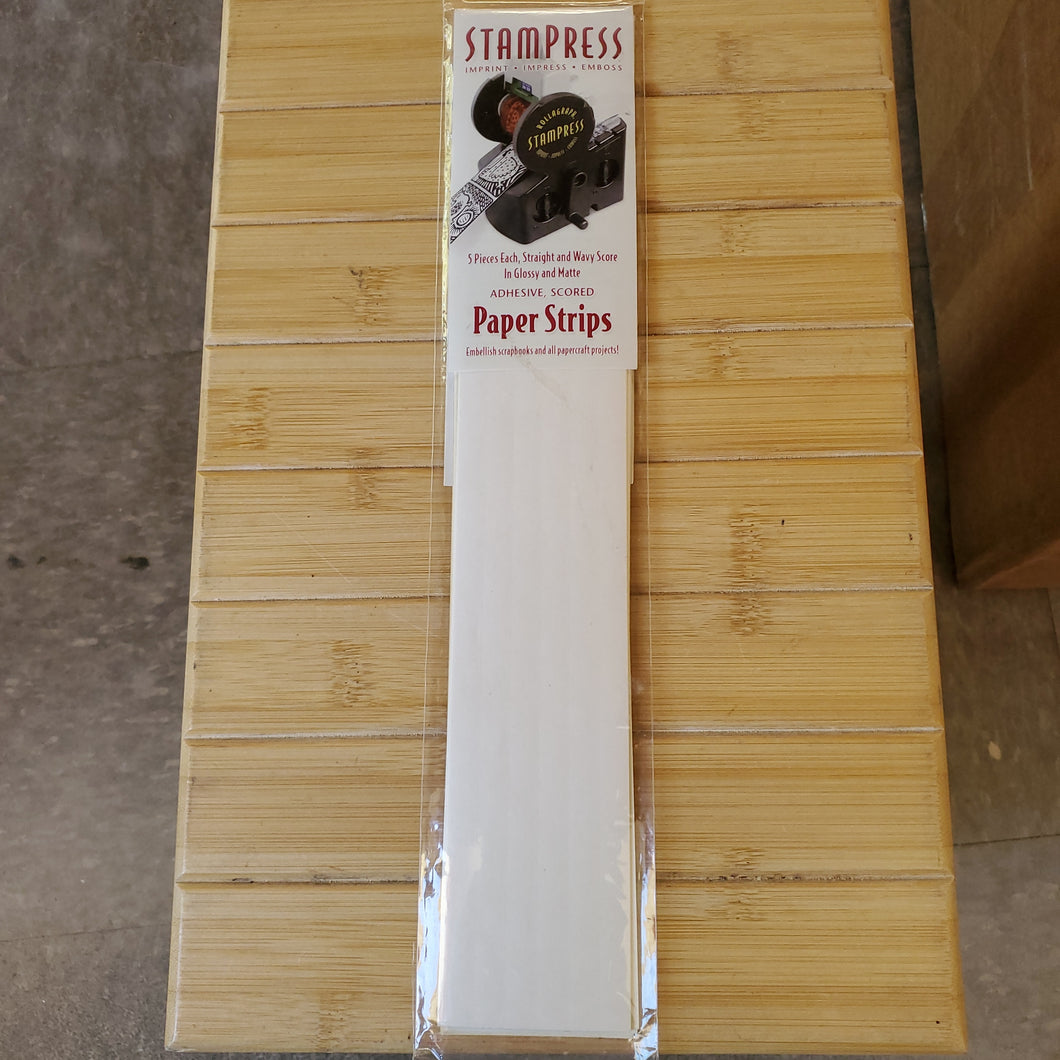 STAMPRESS
IMPRINT • IMPRESS • EMBOSS
ROLLAGRAPH
STAMPRESS
5 Pieces Each, Straight and Wavy Score
In Glossy and Matte
ADHESIVE, SCORED
Paper Strips
Embellish scrapbooks and all papercraft projects!